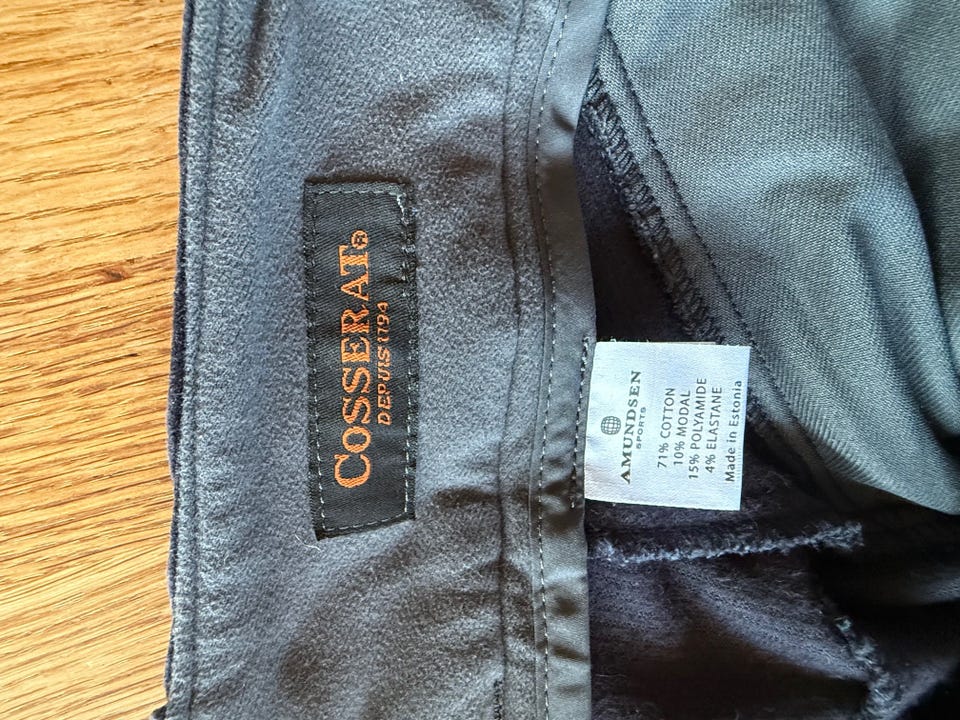 COSSERAT®
DEPUIS 1794
AMUNDSEN
SPORTS
71% COTTON
10% MODAL
15% POLYAMIDE
4% ELASTANE
Made in Estonia